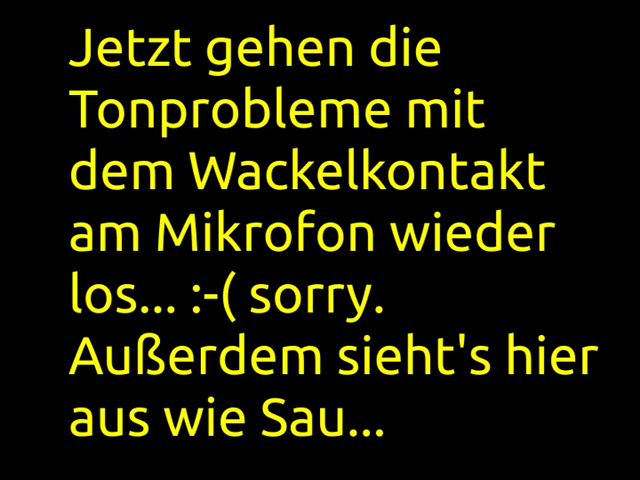 Jetzt gehen die
Tonprobleme mit
dem Wackelkontakt
am Mikrofon wieder
los... :-( sorry.
Außerdem sieht's hier
aus wie Sau...